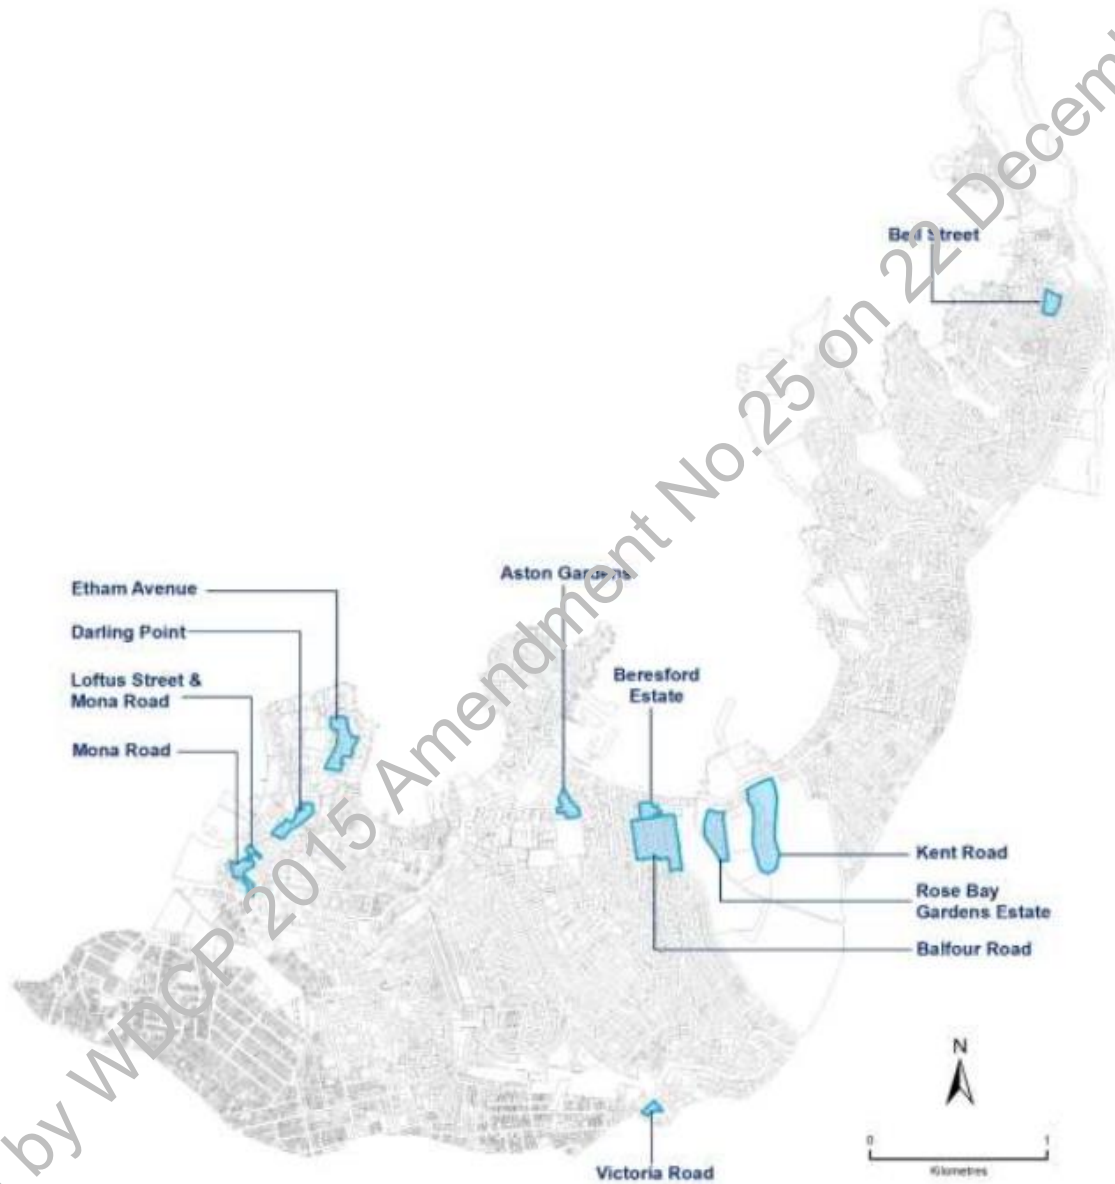 Bell Street
Aston Gardens
Etham Avenue
Darling Point
Loftus Street &
Mona Road
Mona Road
Beresford
Estate
Kent Road
Rose Bay
Gardens Estate
Balfour Road
Victoria Road
N
0 1
Kilometres
by WDCP 2015 Amendment No.25 on 22 Decem